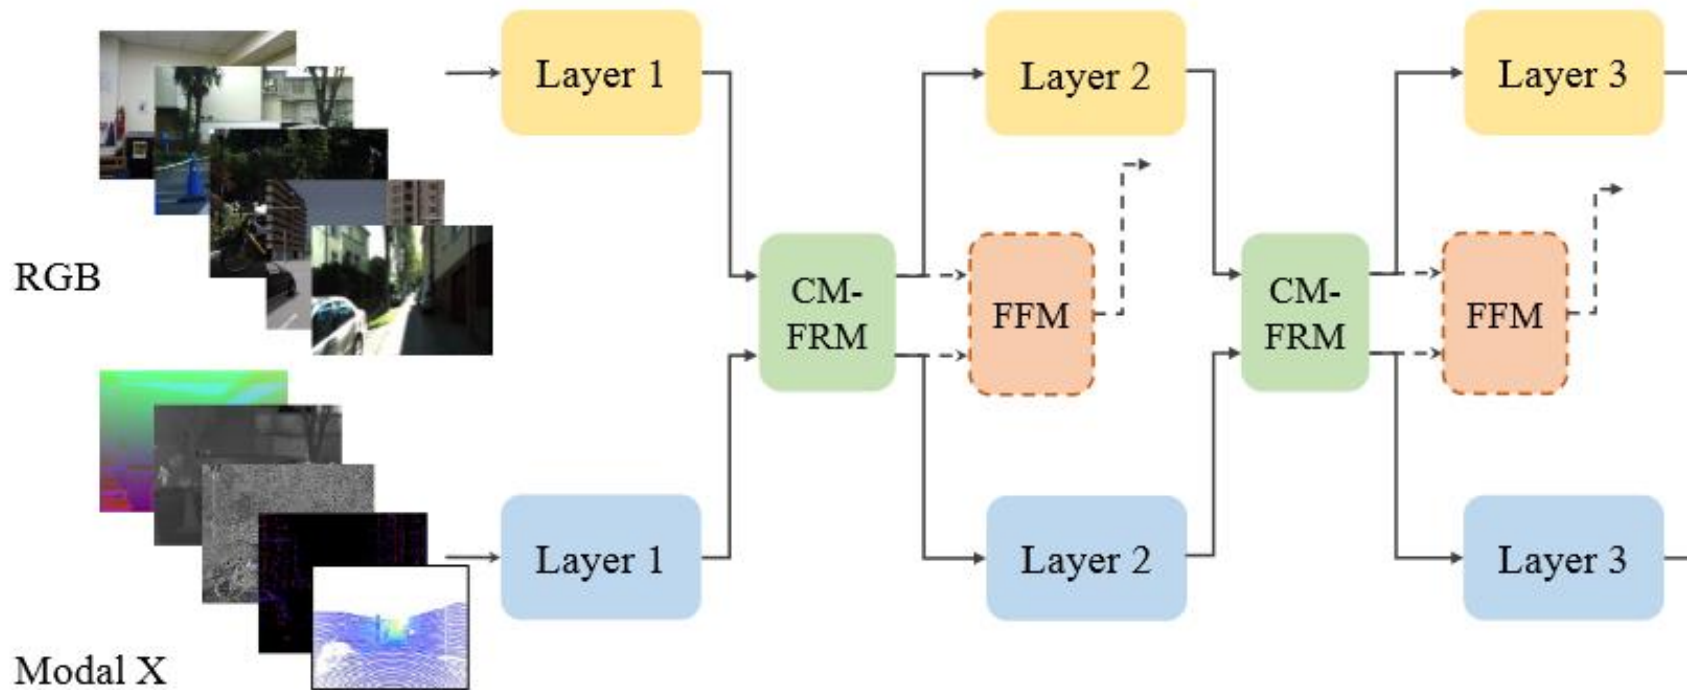 Layer 1
Layer 2
Layer 3
RGB
CM-
FRM
FFM
CM-
FRM
FFM
Layer 1
Layer 2
Layer 3
Modal X